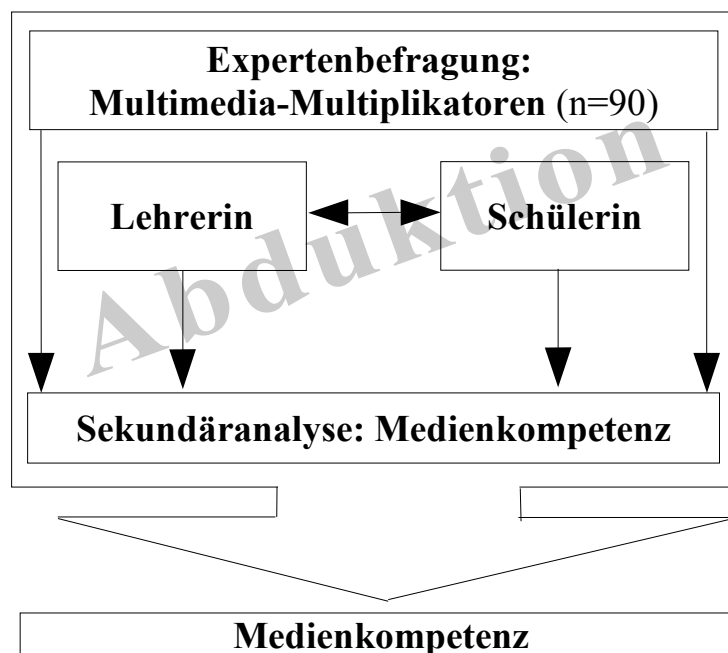 Expertenbefragung:
Multimedia-Multiplikatoren (n=90)
Abduktion
Lehrerin
Schülerin
Sekundäranalyse: Medienkompetenz
Medienkompetenz